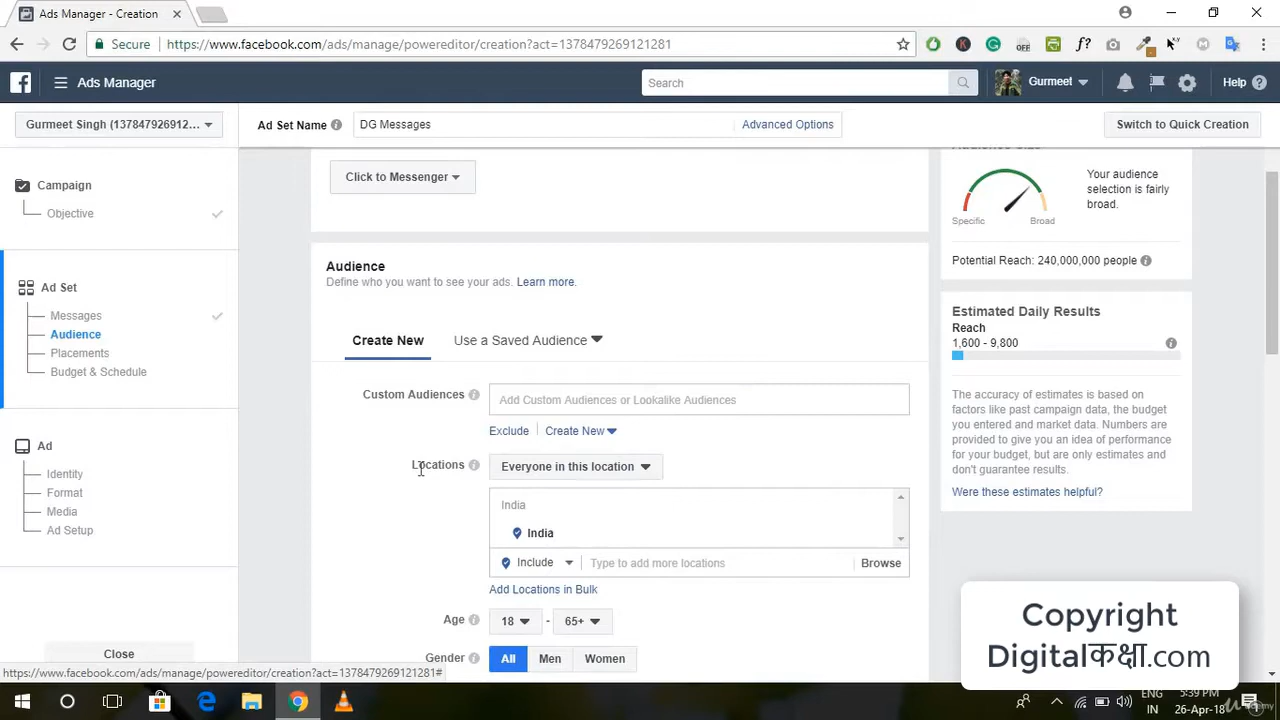 Ads Manager - Creation
Secure
https://www.facebook.com/ads/manage/powereditor/creation?act=1378479269121281
K
G
OFF
f?
M
Ads Manager
Search
Gurmeet
Help
Gurmeet Singh (137847926912...
Ad Set Name
DG Messages
Advanced Options
Switch to Quick Creation
Campaign
Objective
Ad Set
Messages
Audience
Placements
Budget & Schedule
Ad
Identity
Format
Media
Ad Setup
Close
Click to Messenger
Audience
Define who you want to see your ads. Learn more.
Create New
Use a Saved Audience
Custom Audiences
Add Custom Audiences or Lookalike Audiences
Exclude
Create New
Locations
Everyone in this location
India
India
Include
Type to add more locations
Browse
Add Locations in Bulk
Age
18
-
65+
Gender
All
Men
Women
Audience Size
Your audience
selection is fairly
broad.
Specific
Broad
Potential Reach: 240,000,000 people
Estimated Daily Results
Reach
1,600 - 9,800
The accuracy of estimates is based on
factors like past campaign data, the budget
you entered and market data. Numbers are
provided to give you an idea of performance
for your budget, but are only estimates and
don't guarantee results.
Were these estimates helpful?
Copyright
Digitalकक्षा.com
https://www.facebook.com/ads/manage/powereditor/creation?act=1378479269121281#
ENG
IN
5:39 PM
26-Apr-18
Udemy